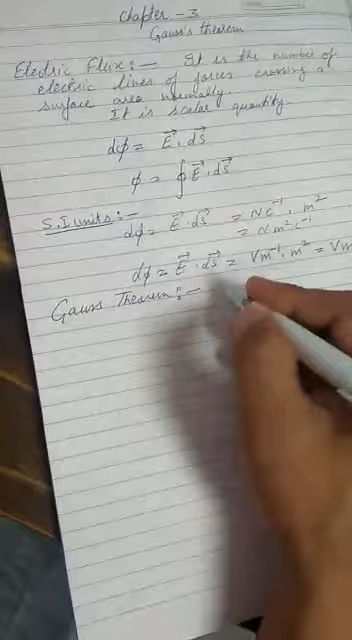 Chapter - 3
Gauss's theorem
Electric Flux:- It is the number of
electric lines of forces crossing a
surface area normally.
It is scalar quantity
dϕ = E⃗ . ds⃗
ϕ = ∮ E⃗ . ds⃗
S.I units:-
dϕ = E⃗ . ds⃗ = NC⁻¹ . m²
= Nm²C⁻¹
dϕ = E⃗ . ds⃗ = Vm⁻¹ . m² = Vm
Gauss Theorem:-